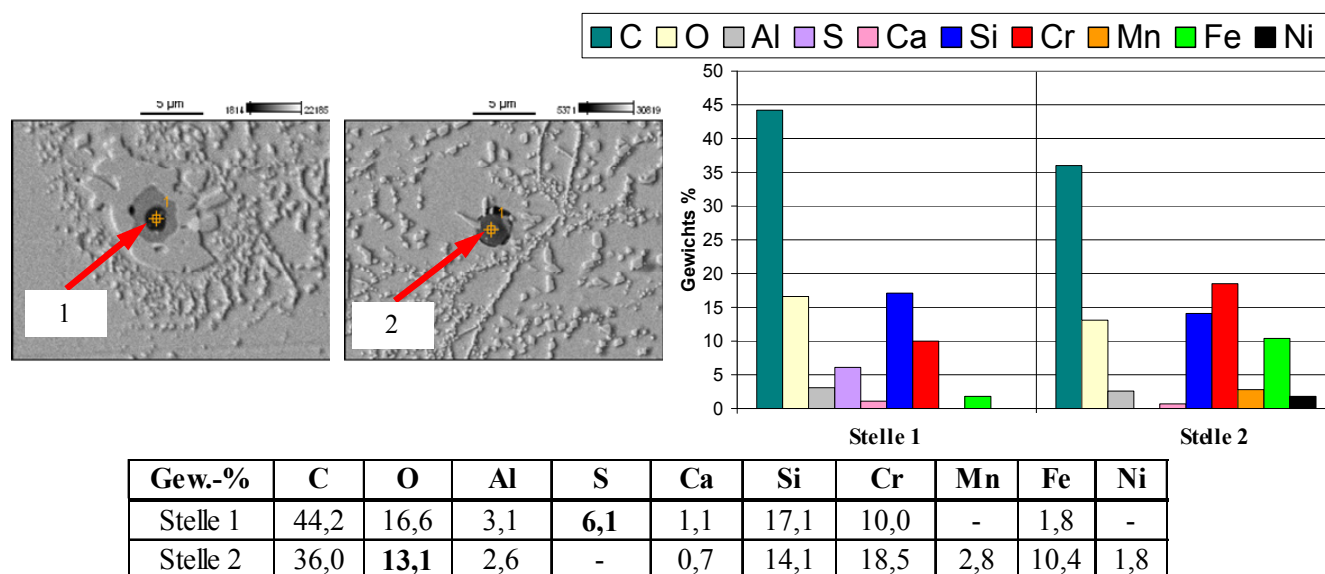 C O Al S Ca Si Cr Mn Fe Ni
5 µm 1814 22185
5 µm 5371 30819
1
1
1
2
Gewichts %
50
45
40
35
30
25
20
15
10
5
0
Stelle 1 Stelle 2
Gew.-% C O Al S Ca Si Cr Mn Fe Ni
Stelle 1 44,2 16,6 3,1 6,1 1,1 17,1 10,0 - 1,8 -
Stelle 2 36,0 13,1 2,6 - 0,7 14,1 18,5 2,8 10,4 1,8